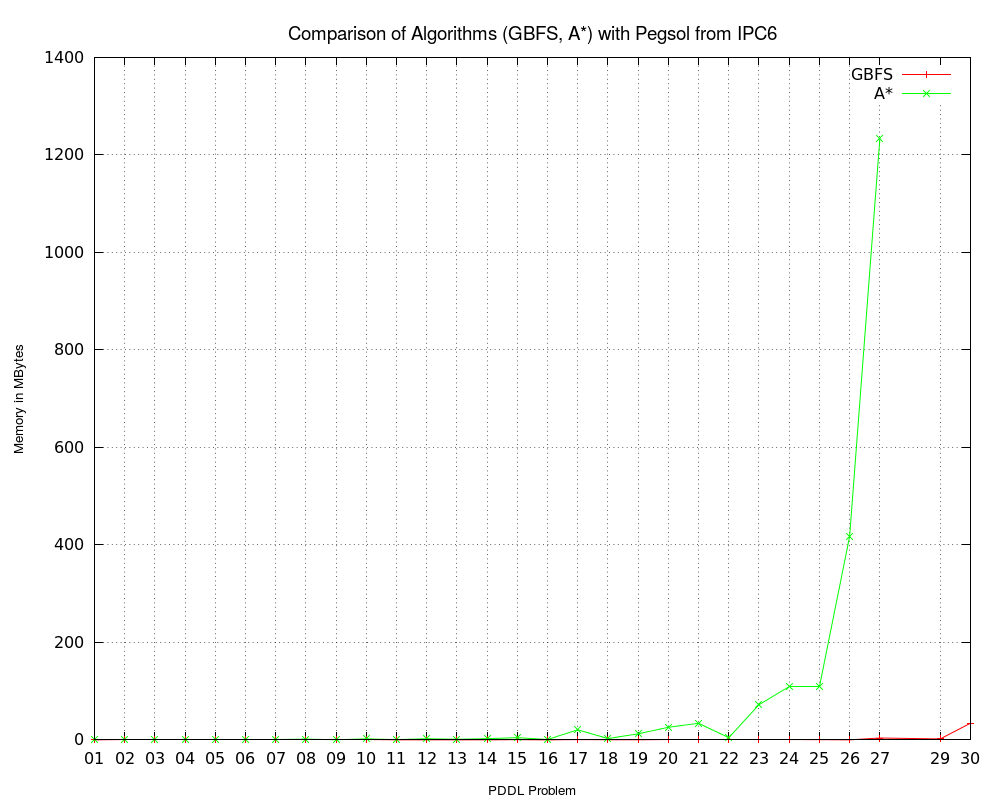 Comparison of Algorithms (GBFS, A*) with Pegsol from IPC6
1400
GBFS
A*
1200
1000
800
Memory in MBytes
600
400
200
0
01 02 03 04 05 06 07 08 09 10 11 12 13 14 15 16 17 18 19 20 21 22 23 24 25 26 27 29 30
PDDL Problem